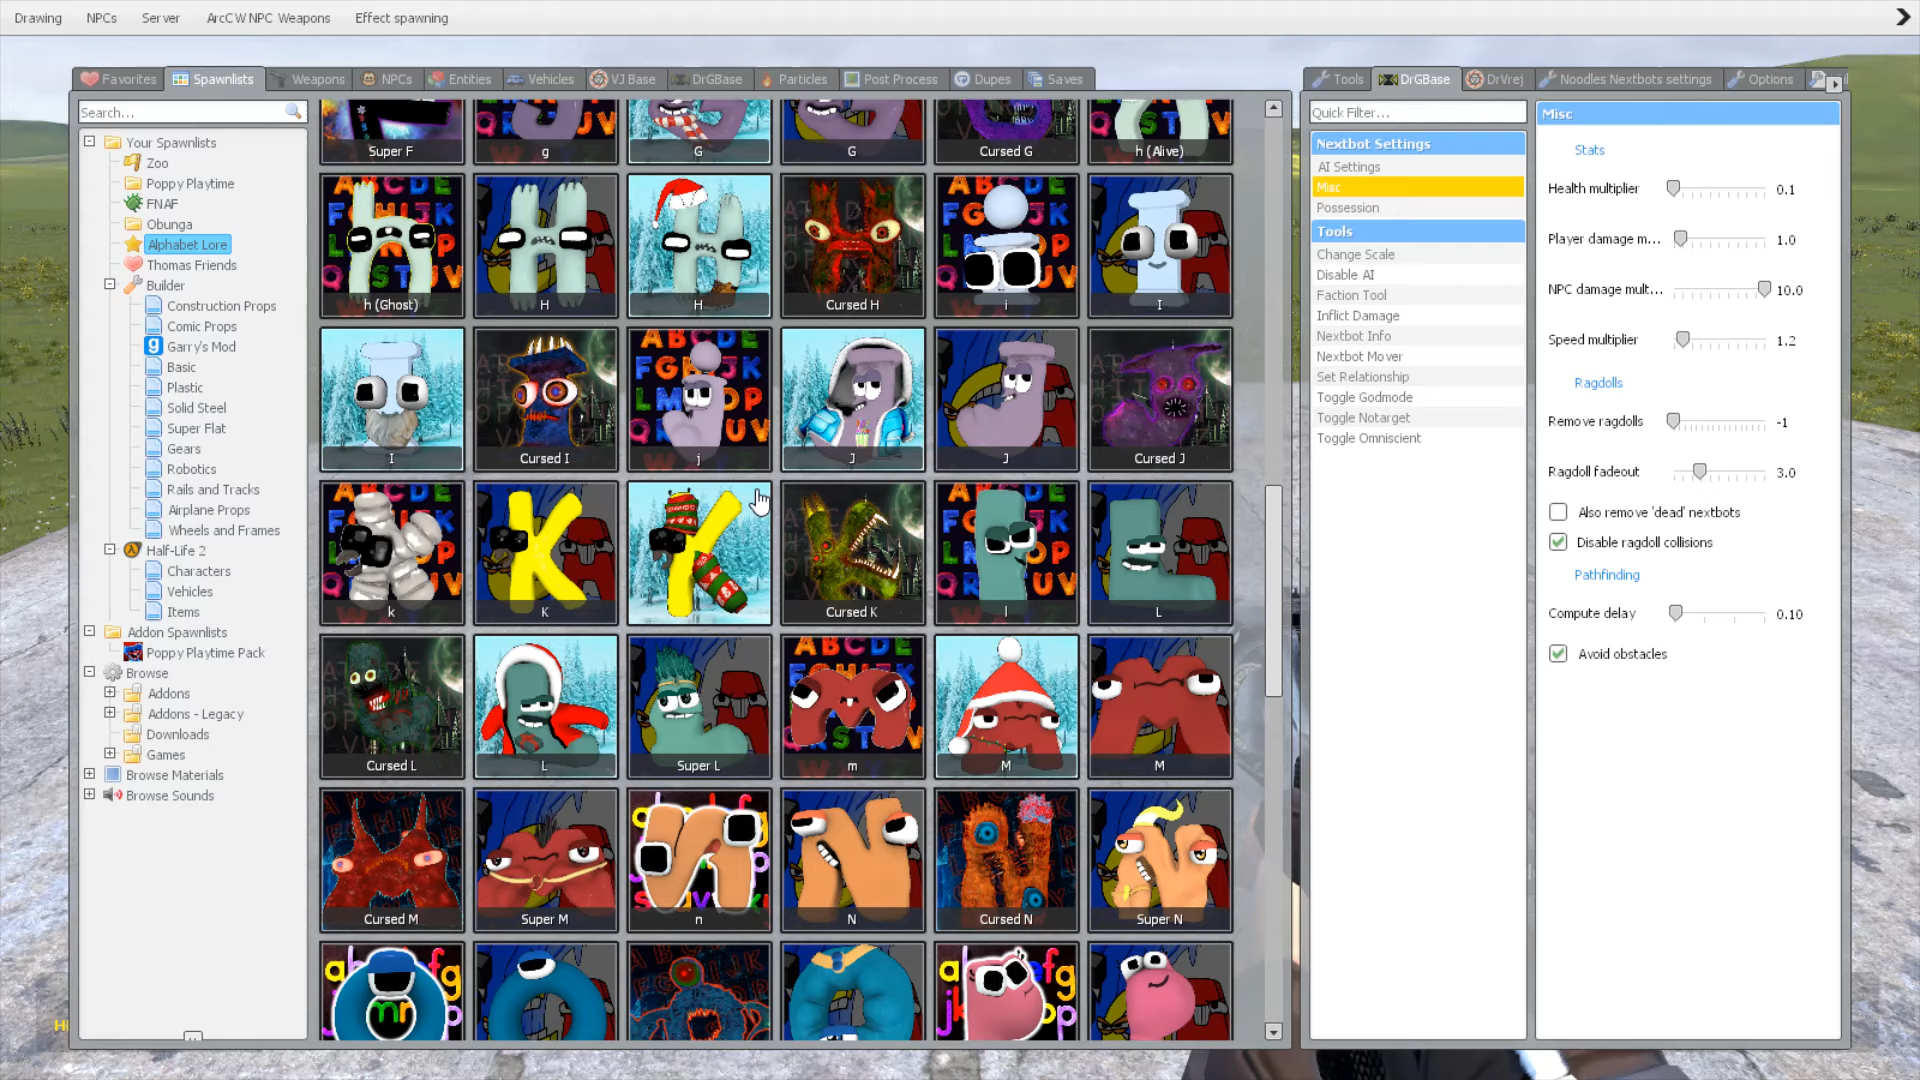 Drawing NPCs Server ArcCW NPC Weapons Effect spawning
Favorites Spawnlists Weapons NPCs Entities Vehicles VJ Base DrGBase Particles Post Process Dupes Saves
Search...
Your Spawnlists
Zoo
Poppy Playtime
FNAF
Obunga
Alphabet Lore
Thomas Friends
Builder
Construction Props
Comic Props
Garry's Mod
Basic
Plastic
Solid Steel
Super Flat
Gears
Robotics
Rails and Tracks
Airplane Props
Wheels and Frames
Half-Life 2
Characters
Vehicles
Items
Addon Spawnlists
Poppy Playtime Pack
Browse
Addons
Addons - Legacy
Downloads
Games
Browse Materials
Browse Sounds
Super F g G G Cursed G h (Alive)
h (Ghost) H H Cursed H i I
I Cursed I j J J Cursed J
k K K Cursed K l L
Cursed L L Super L m M M
Cursed M Super M n N Cursed N Super N
Tools DrGBase DrVrej Noodles Nextbots settings Options
Quick Filter...
Nextbot Settings
AI Settings
Misc
Possession
Tools
Change Scale
Disable AI
Faction Tool
Inflict Damage
Nextbot Info
Nextbot Mover
Set Relationship
Toggle Godmode
Toggle Notarget
Toggle Omniscient
Misc
Stats
Health multiplier 0.1
Player damage m... 1.0
NPC damage mult... 10.0
Speed multiplier 1.2
Ragdolls
Remove ragdolls -1
Ragdoll fadeout 3.0
Also remove 'dead' nextbots
Disable ragdoll collisions
Pathfinding
Compute delay 0.10
Avoid obstacles